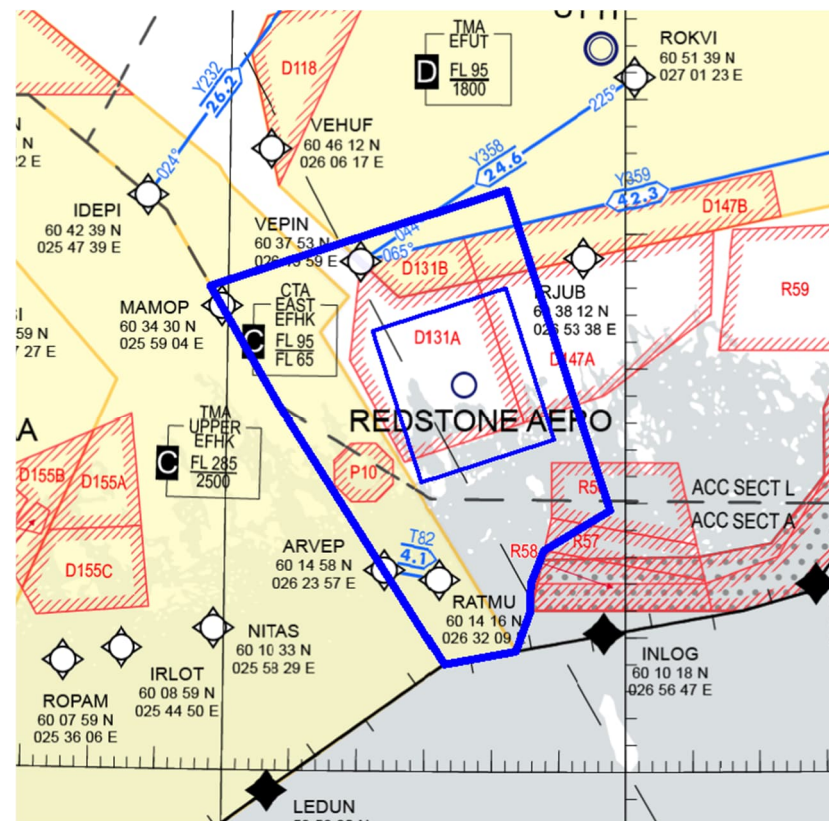 TMA
EFUT
D
FL 95
1800
ROKVI
60 51 39 N
027 01 23 E
D118
Y232
26.2
024°
VEHUF
60 46 12 N
026 06 17 E
225°
Y358
24.6
Y359
42.3
D147B
IDEPI
60 42 39 N
025 47 39 E
VEPIN
60 37 53 N
044
065°
D131B
R59
MAMOP
60 34 30 N
025 59 04 E
CTA
EAST
EFHK
C
FL 95
FL 65
D131A
026 53 38 E
D147A
REDSTONE AERO
TMA
UPPER
EFHK
C
FL 285
2500
A
D155B
D155A
P10
ACC SECT L
ACC SECT A
R58
R57
D155C
ARVEP
60 14 58 N
026 23 57 E
T82
4.1
RATMU
60 14 16 N
026 32 09
NITAS
60 10 33 N
025 58 29 E
IRLOT
60 08 59 N
025 44 50 E
ROPAM
60 07 59 N
025 36 06 E
INLOG
60 10 18 N
026 56 47 E
LEDUN